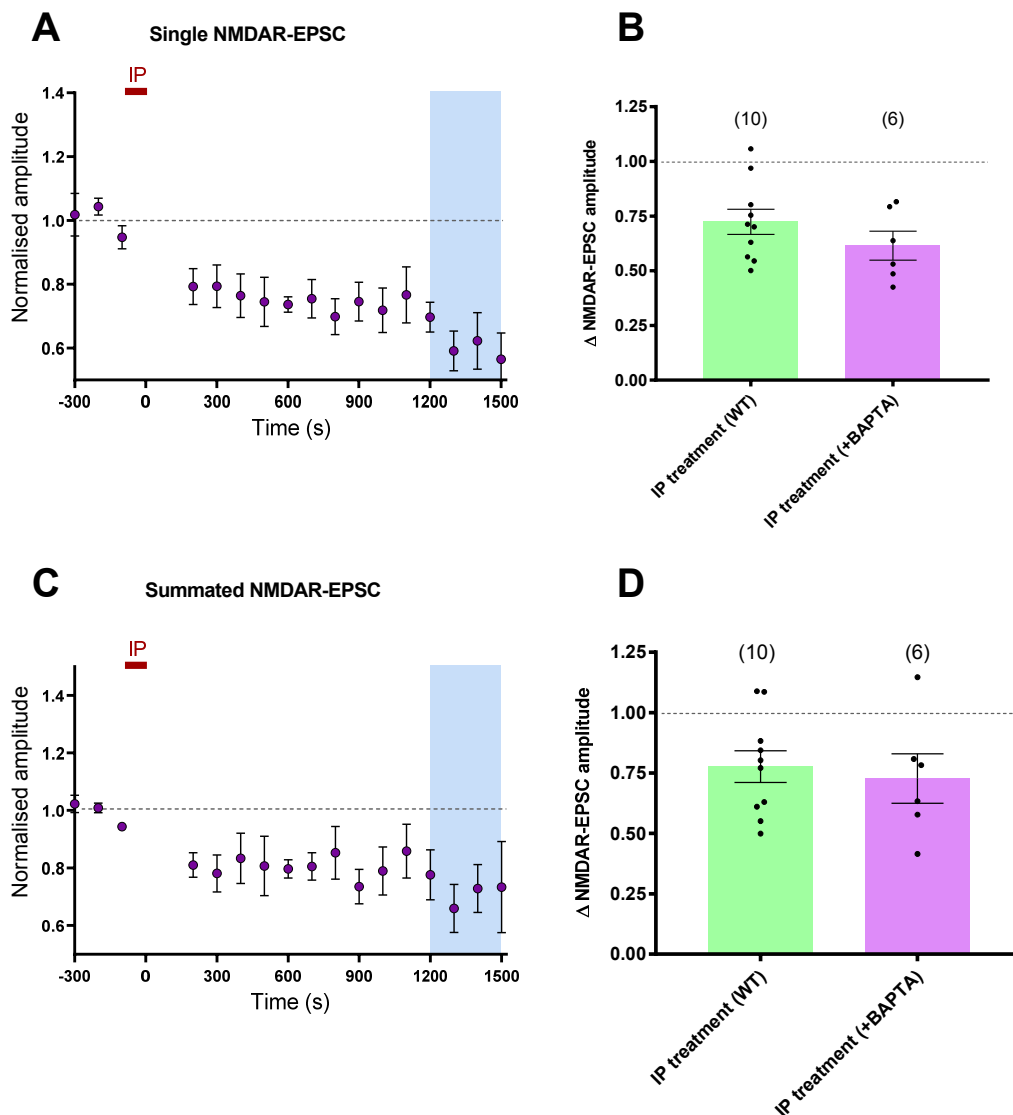 A
Single NMDAR-EPSC
IP
Normalised amplitude
1.4
1.2
1.0
0.8
0.6
-300 0 300 600 900 1200 1500
Time (s)
B
(10) (6)
Δ NMDAR-EPSC amplitude
1.25
1.00
0.75
0.50
0.25
0.00
IP treatment (WT)
IP treatment (+BAPTA)
C
Summated NMDAR-EPSC
IP
Normalised amplitude
1.4
1.2
1.0
0.8
0.6
-300 0 300 600 900 1200 1500
Time (s)
D
(10) (6)
Δ NMDAR-EPSC amplitude
1.25
1.00
0.75
0.50
0.25
0.00
IP treatment (WT)
IP treatment (+BAPTA)